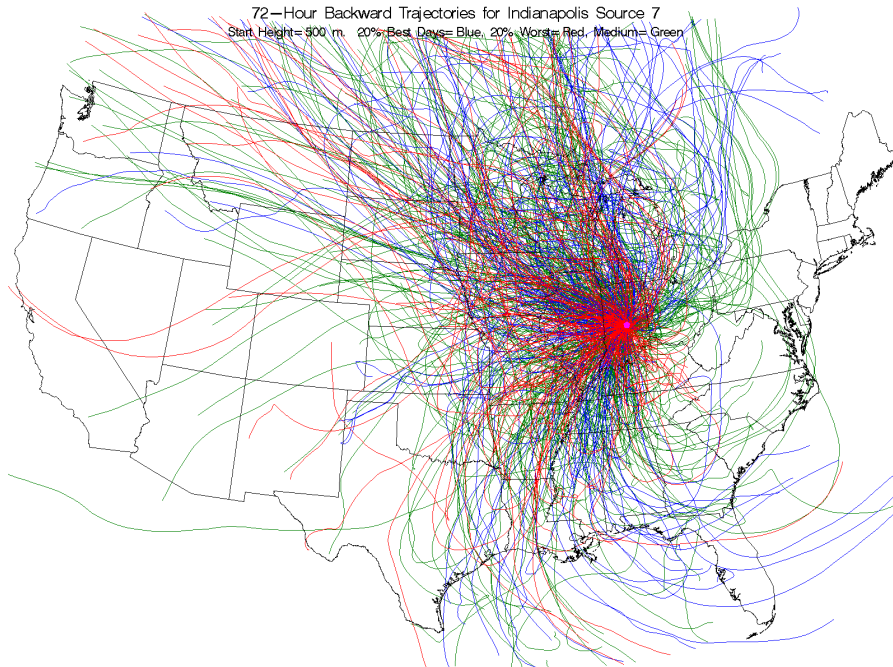 72-Hour Backward Trajectories for Indianapolis Source 7
Start Height= 500 m. 20% Best Days= Blue, 20% Worst= Red, Medium= Green